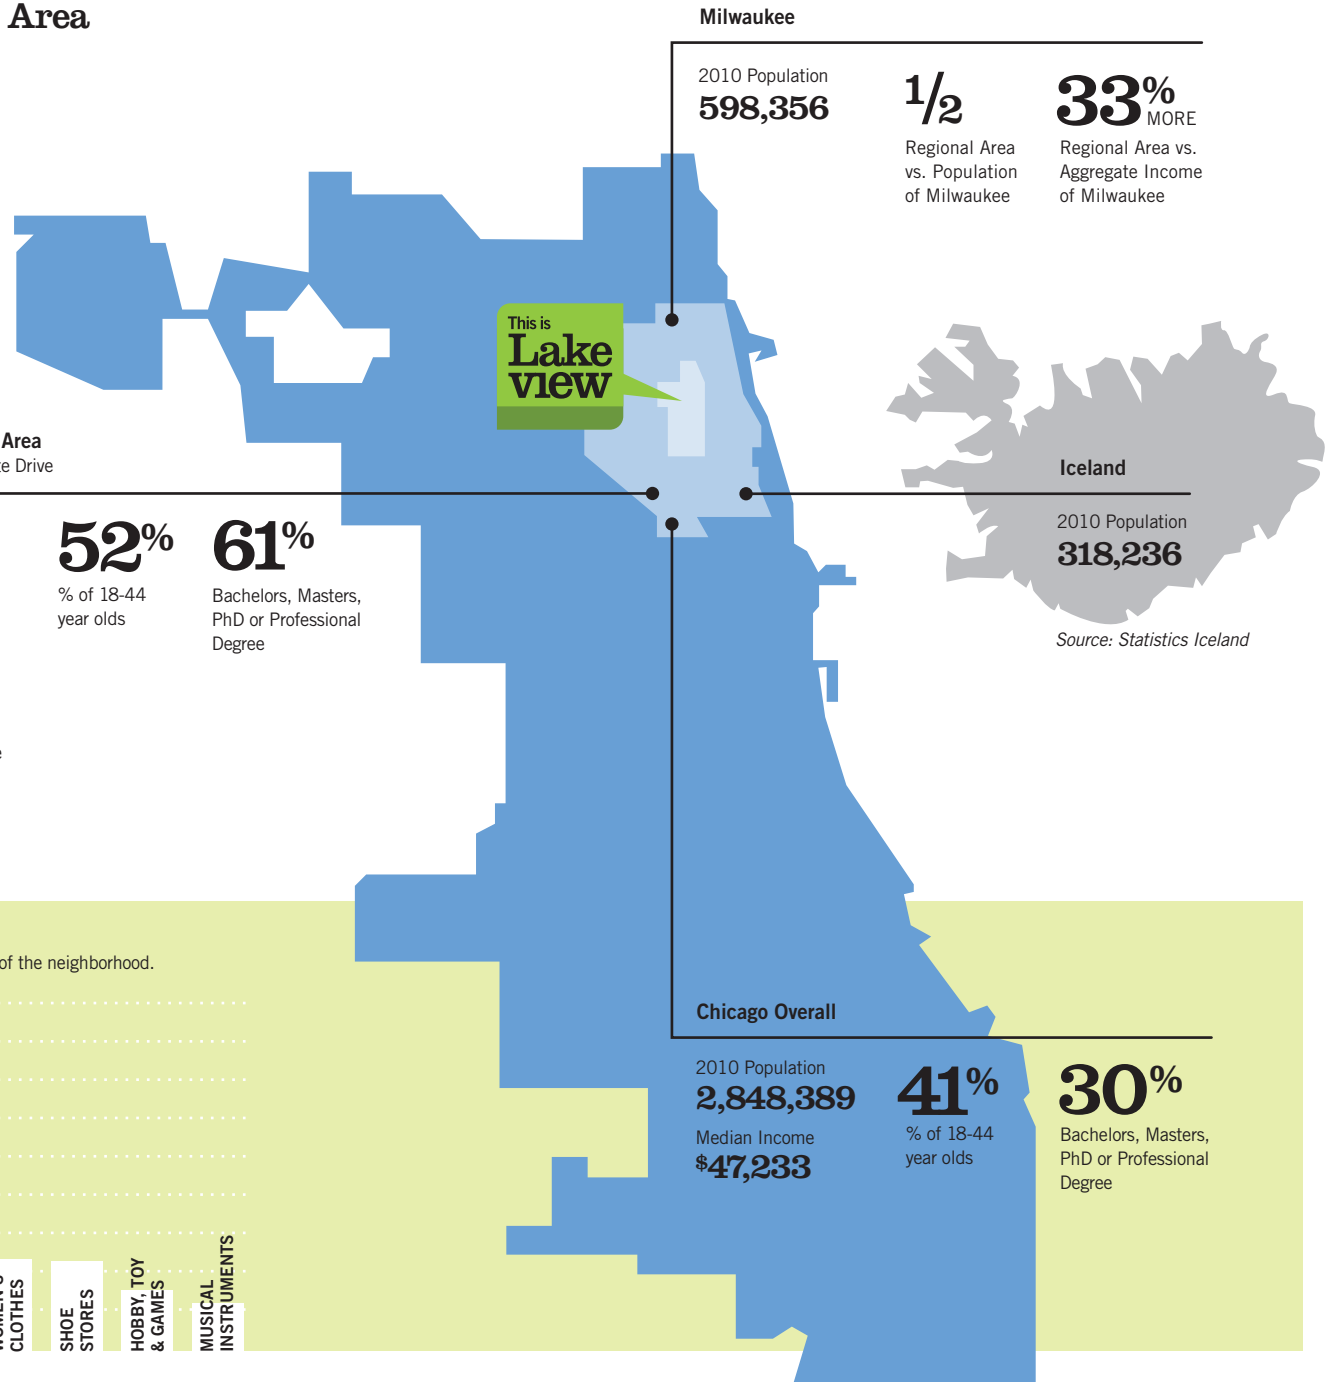 Area
Milwaukee
2010 Population
598,356
1/2
Regional Area
vs. Population
of Milwaukee
33%
MORE
Regional Area vs.
Aggregate Income
of Milwaukee
This is
Lake
view
Area
Drive
52%
% of 18-44
year olds
61%
Bachelors, Masters,
PhD or Professional
Degree
Iceland
2010 Population
318,236
Source: Statistics Iceland
of the neighborhood.
Chicago Overall
2010 Population
2,848,389
Median Income
$47,233
41%
% of 18-44
year olds
30%
Bachelors, Masters,
PhD or Professional
Degree
CLOTHES
SHOE
STORES
HOBBY, TOY
& GAMES
MUSICAL
INSTRUMENTS